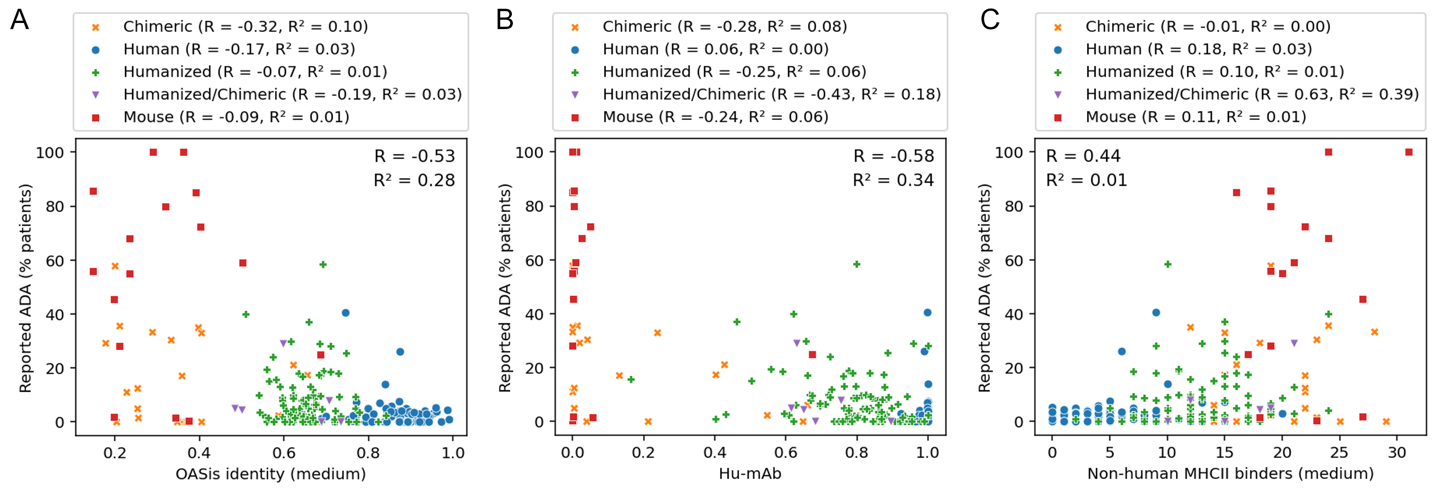 A
Chimeric (R = -0.32, R² = 0.10)
Human (R = -0.17, R² = 0.03)
Humanized (R = -0.07, R² = 0.01)
Humanized/Chimeric (R = -0.19, R² = 0.03)
Mouse (R = -0.09, R² = 0.01)
R = -0.53
R² = 0.28
100
80
60
40
20
0
Reported ADA (% patients)
0.2 0.4 0.6 0.8 1.0
OASis identity (medium)
B
Chimeric (R = -0.28, R² = 0.08)
Human (R = 0.06, R² = 0.00)
Humanized (R = -0.25, R² = 0.06)
Humanized/Chimeric (R = -0.43, R² = 0.18)
Mouse (R = -0.24, R² = 0.06)
R = -0.58
R² = 0.34
100
80
60
40
20
0
Reported ADA (% patients)
0.0 0.2 0.4 0.6 0.8 1.0
Hu-mAb
C
Chimeric (R = -0.01, R² = 0.00)
Human (R = 0.18, R² = 0.03)
Humanized (R = 0.10, R² = 0.01)
Humanized/Chimeric (R = 0.63, R² = 0.39)
Mouse (R = 0.11, R² = 0.01)
R = 0.44
R² = 0.01
100
80
60
40
20
0
Reported ADA (% patients)
0 5 10 15 20 25 30
Non-human MHCII binders (medium)